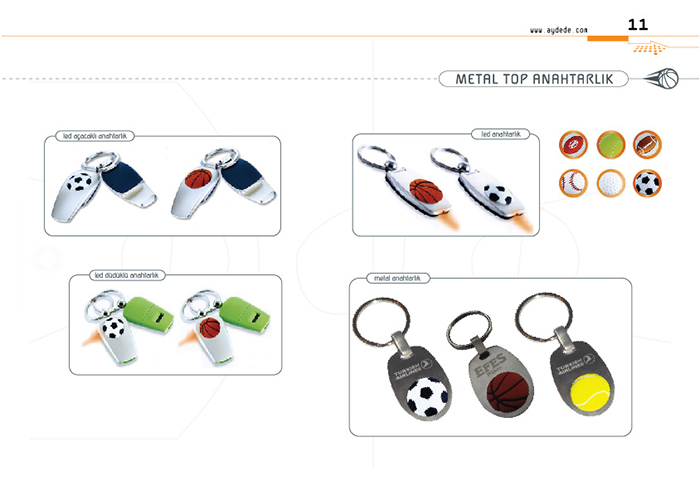 www.aydede.com
11
METAL TOP ANAHTARLIK
led açacaklı anahtarlık
led anahtarlık
led düdüklü anahtarlık
metal anahtarlık
TURKISH
AIRLINES
EFES
TURKISH
AIRLINES